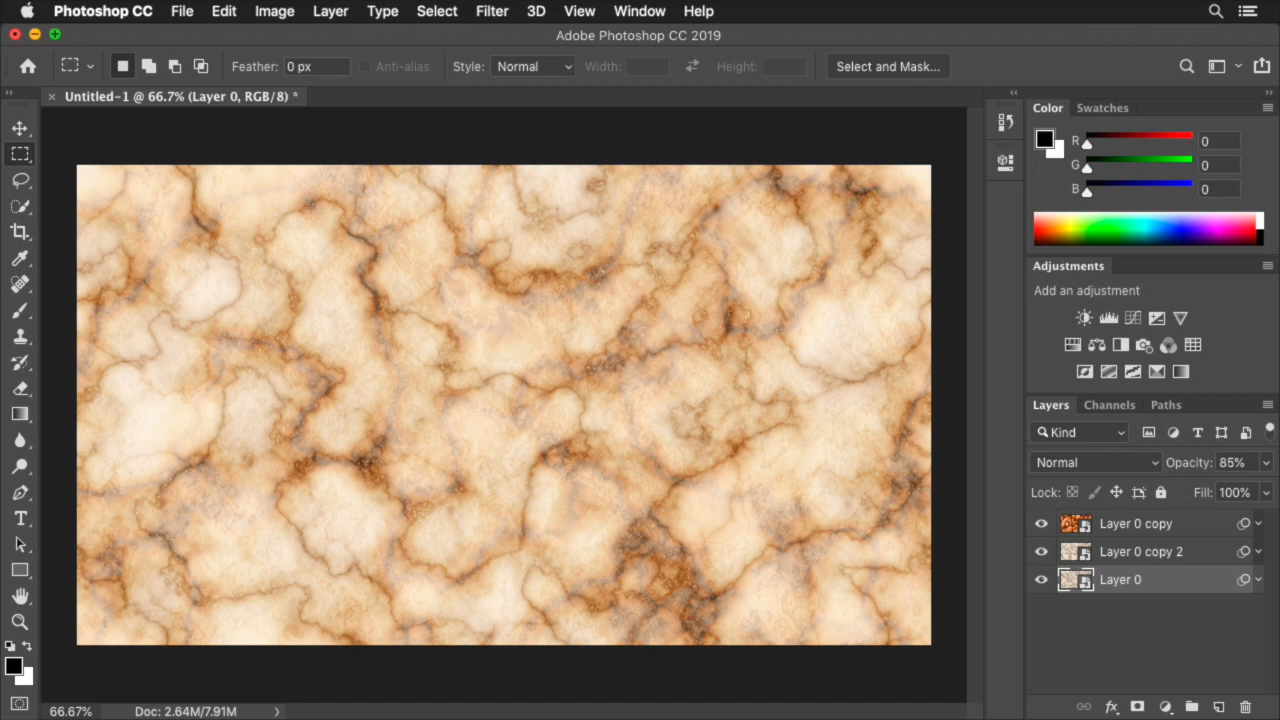 Photoshop CC File Edit Image Layer Type Select Filter 3D View Window Help
Adobe Photoshop CC 2019
Feather: 0 px Anti-alias Style: Normal Width: Height: Select and Mask...
× Untitled-1 @ 66.7% (Layer 0, RGB/8) *
Color Swatches
R 0
G 0
B 0
Adjustments
Add an adjustment
Layers Channels Paths
Kind
Normal Opacity: 85%
Lock: Fill: 100%
Layer 0 copy
Layer 0 copy 2
Layer 0
66.67% Doc: 2.64M/7.91M